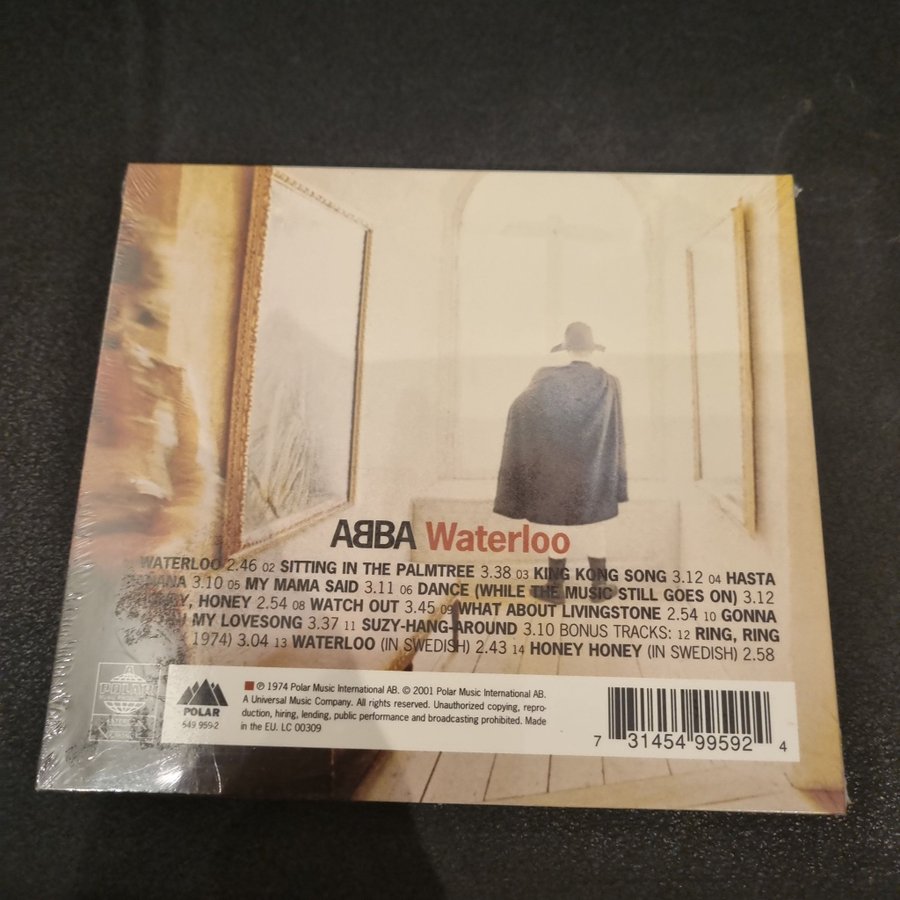 ABBA Waterloo
WATERLOO 2.46 02 SITTING IN THE PALMTREE 3.38 03 KING KONG SONG 3.12 04 HASTA
MAÑANA 3.10 05 MY MAMA SAID 3.11 06 DANCE (WHILE THE MUSIC STILL GOES ON) 3.12
HONEY 2.54 08 WATCH OUT 3.45 09 WHAT ABOUT LIVINGSTONE 2.54 10 GONNA
MY LOVESONG 3.37 11 SUZY-HANG-AROUND 3.10 BONUS TRACKS: 12 RING, RING
1974) 3.04 13 WATERLOO (IN SWEDISH) 2.43 14 HONEY HONEY (IN SWEDISH) 2.58
POLAR
POLAR
549 959-2
℗ 1974 Polar Music International AB. © 2001 Polar Music International AB.
A Universal Music Company. All rights reserved. Unauthorized copying, repro-
duction, hiring, lending, public performance and broadcasting prohibited. Made
in the EU. LC 00309
7 31454 99592 4